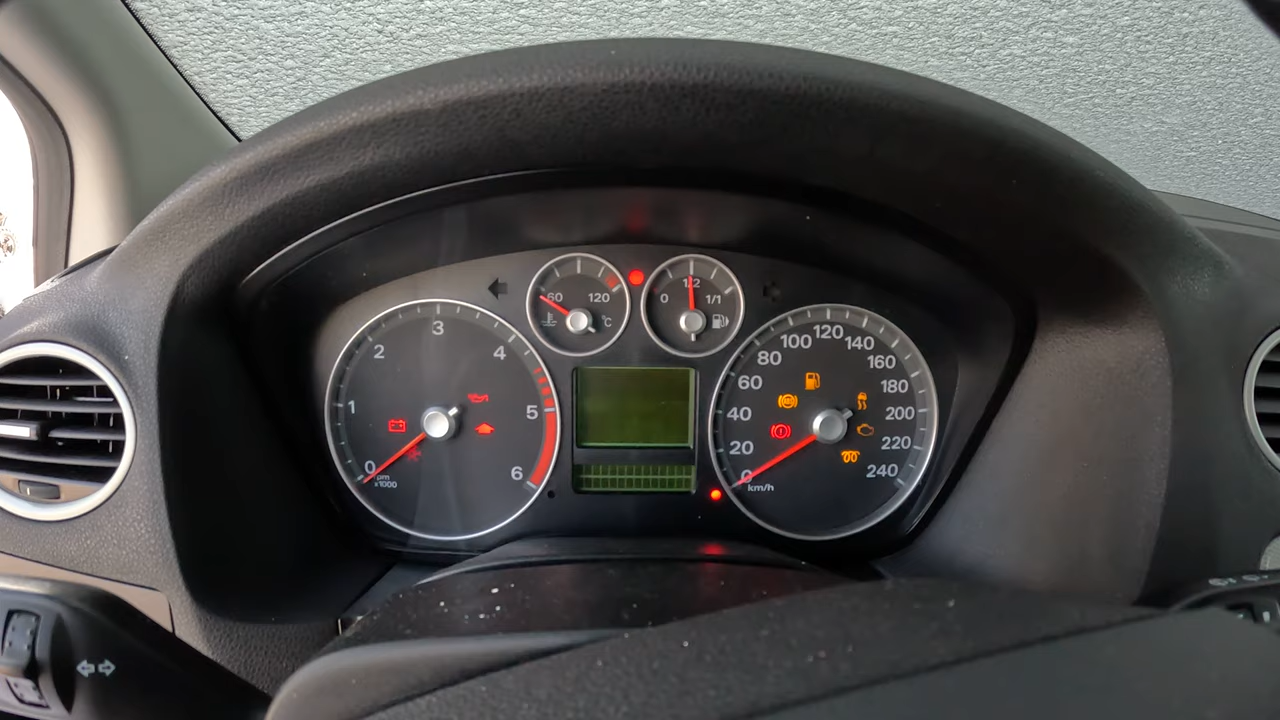 60 120
°C
0 1/2 1/1
0 1 2 3 4 5 6
x1000
0 20 40 60 80 100 120 140 160 180 200 220 240
km/h